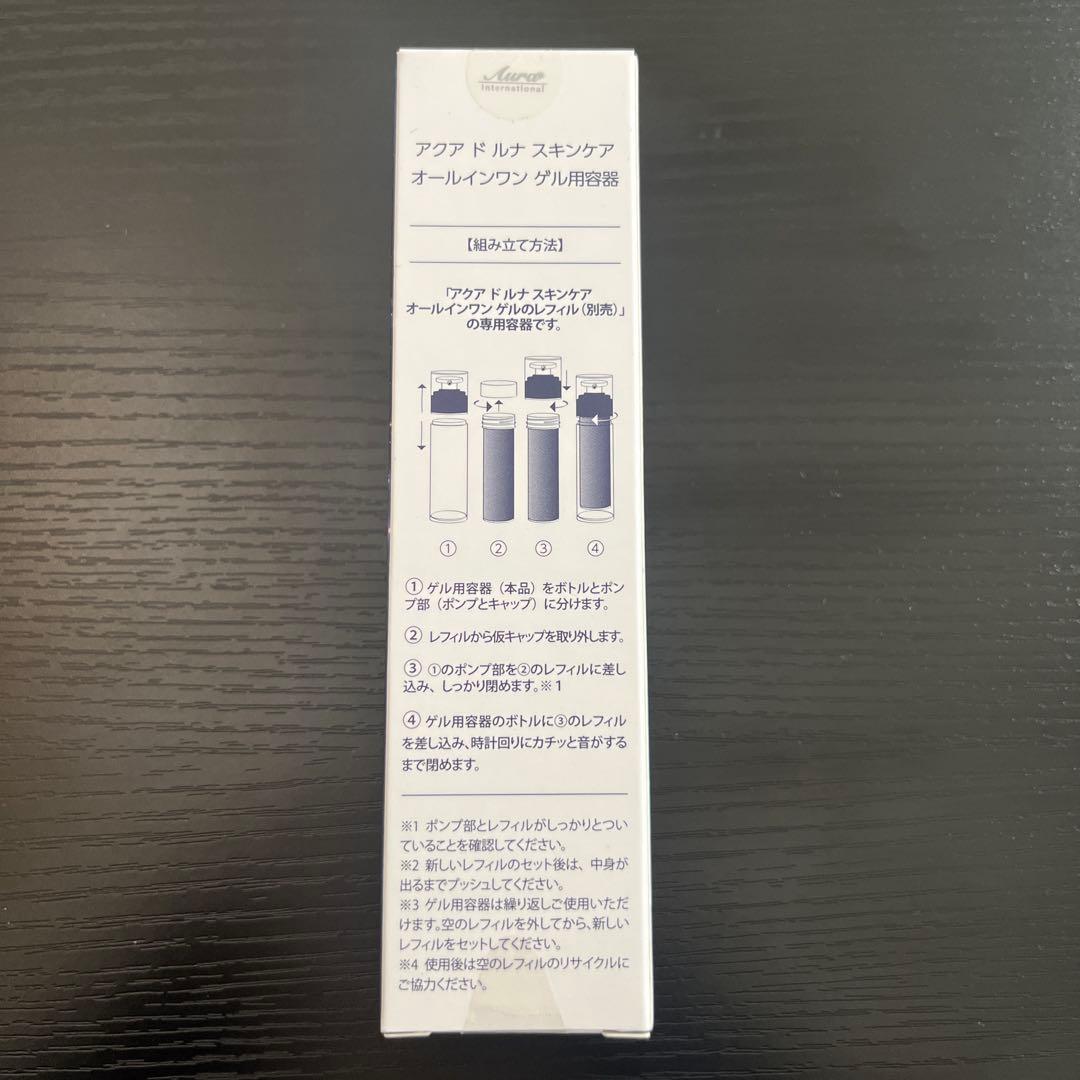 Aura
International
アクア ド ルナ スキンケア
オールインワン ゲル用容器
【組み立て方法】
「アクア ド ルナ スキンケア
オールインワン ゲルのレフィル（別売）」
の専用容器です。
① ② ③ ④
① ゲル用容器（本品）をボトルとポン
プ部（ポンプとキャップ）に分けます。
② レフィルから仮キャップを取り外します。
③ ①のポンプ部を②のレフィルに差し
込み、しっかり閉めます。※1
④ ゲル用容器のボトルに③のレフィル
を差し込み、時計回りにカチッと音がする
まで閉めます。
※1 ポンプ部とレフィルがしっかりとつい
ていることを確認してください。
※2 新しいレフィルのセット後は、中身が
出るまでプッシュしてください。
※3 ゲル用容器は繰り返しご使用いただ
けます。空のレフィルを外してから、新しい
レフィルをセットしてください。
※4 使用後は空のレフィルのリサイクルに
ご協力ください。